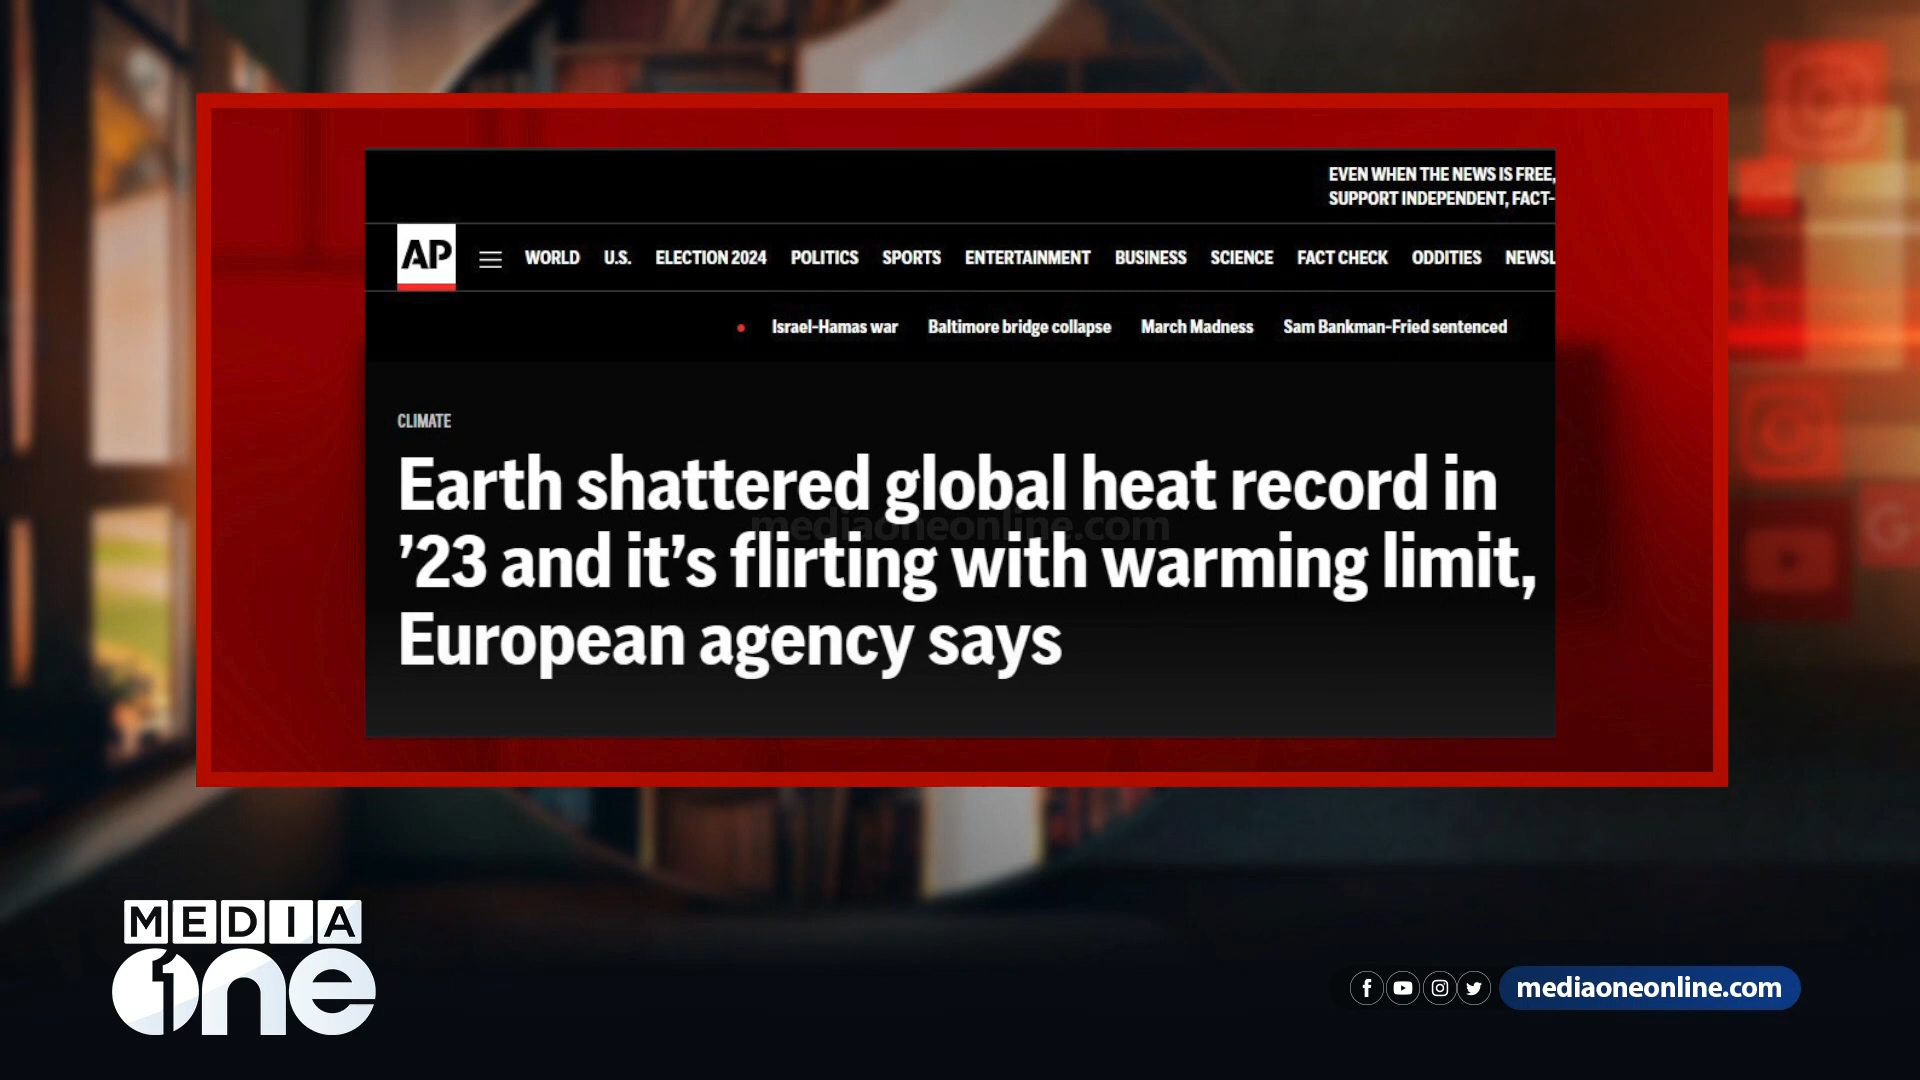 EVEN WHEN THE NEWS IS FREE,
SUPPORT INDEPENDENT, FACT-
AP WORLD U.S. ELECTION 2024 POLITICS SPORTS ENTERTAINMENT BUSINESS SCIENCE FACT CHECK ODDITIES NEWSL
Israel-Hamas war Baltimore bridge collapse March Madness Sam Bankman-Fried sentenced
CLIMATE
Earth shattered global heat record in
mediaoneonline.com
’23 and it’s flirting with warming limit,
European agency says
MEDIA
one
mediaoneonline.com